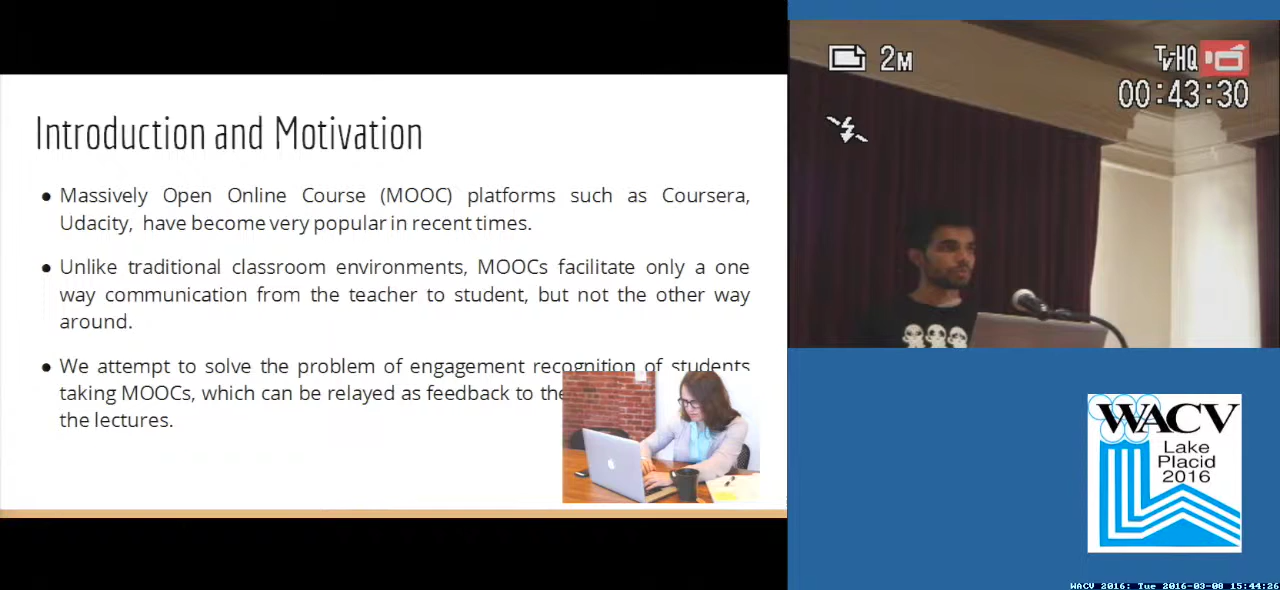 Introduction and Motivation
● Massively Open Online Course (MOOC) platforms such as Coursera,
Udacity, have become very popular in recent times.
● Unlike traditional classroom environments, MOOCs facilitate only a one
way communication from the teacher to student, but not the other way
around.
● We attempt to solve the problem of engagement recognition of students
taking MOOCs, which can be relayed as feedback to the
the lectures.
2M
TvHQ
00:43:30
WACV
Lake
Placid
2016
WACV 2016: Tue 2016-03-08 15:44:26